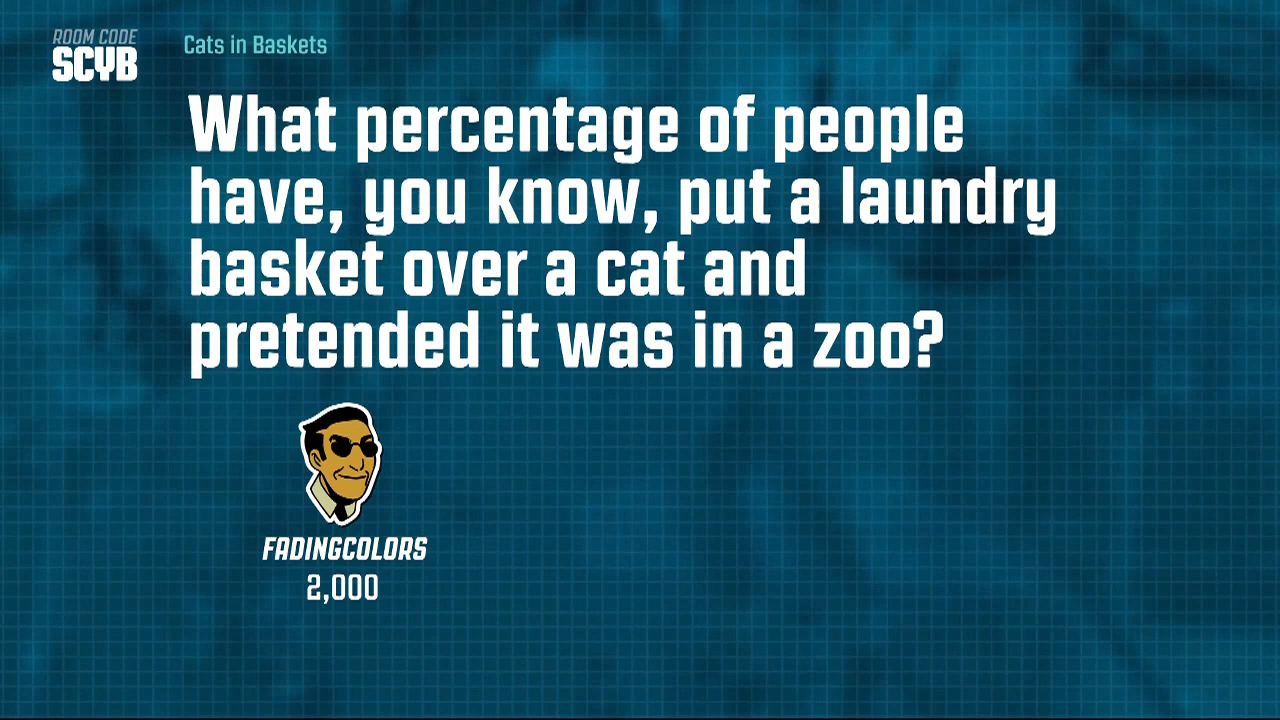 ROOM CODE
SCYB
Cats in Baskets
What percentage of people
have, you know, put a laundry
basket over a cat and
pretended it was in a zoo?
FADINGCOLORS
2,000